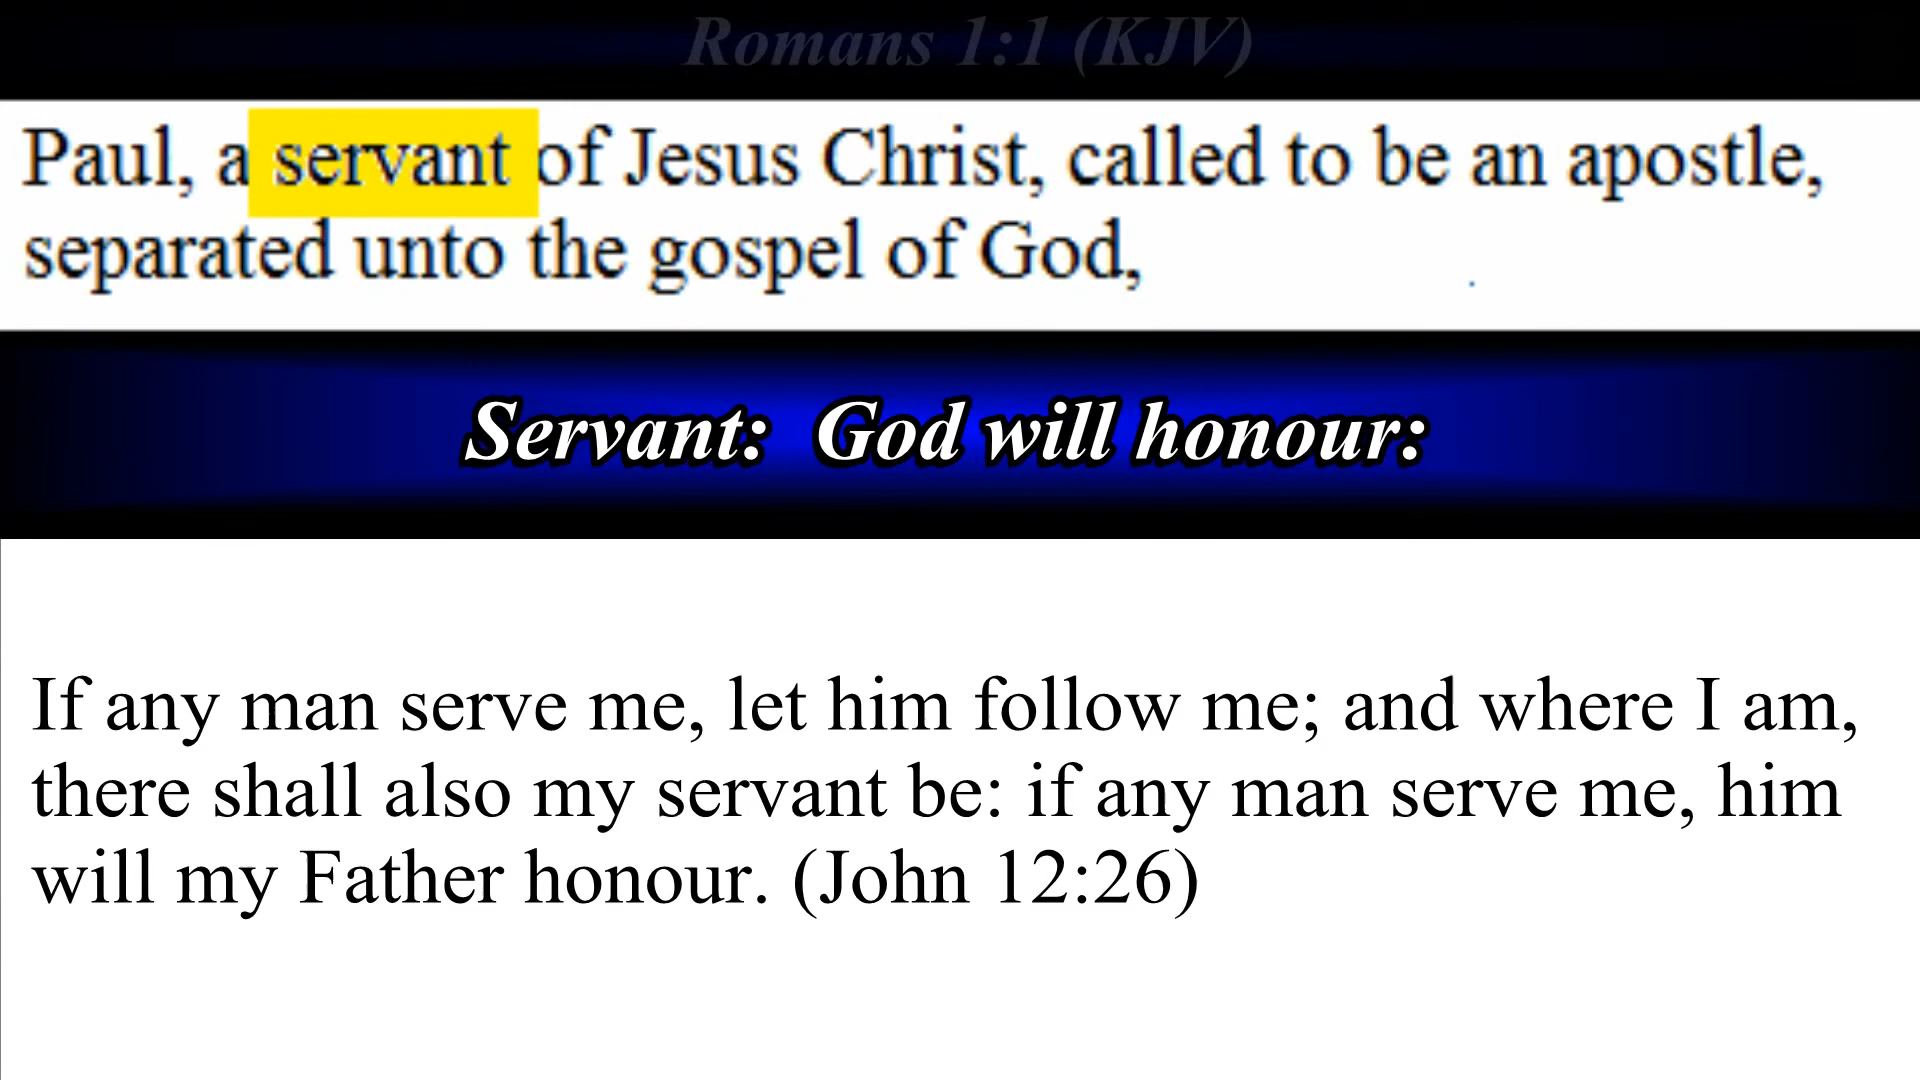 Romans 1:1 (KJV)
Paul, a servant of Jesus Christ, called to be an apostle,
separated unto the gospel of God,
Servant:  God will honour:
If any man serve me, let him follow me; and where I am,
there shall also my servant be: if any man serve me, him
will my Father honour. (John 12:26)